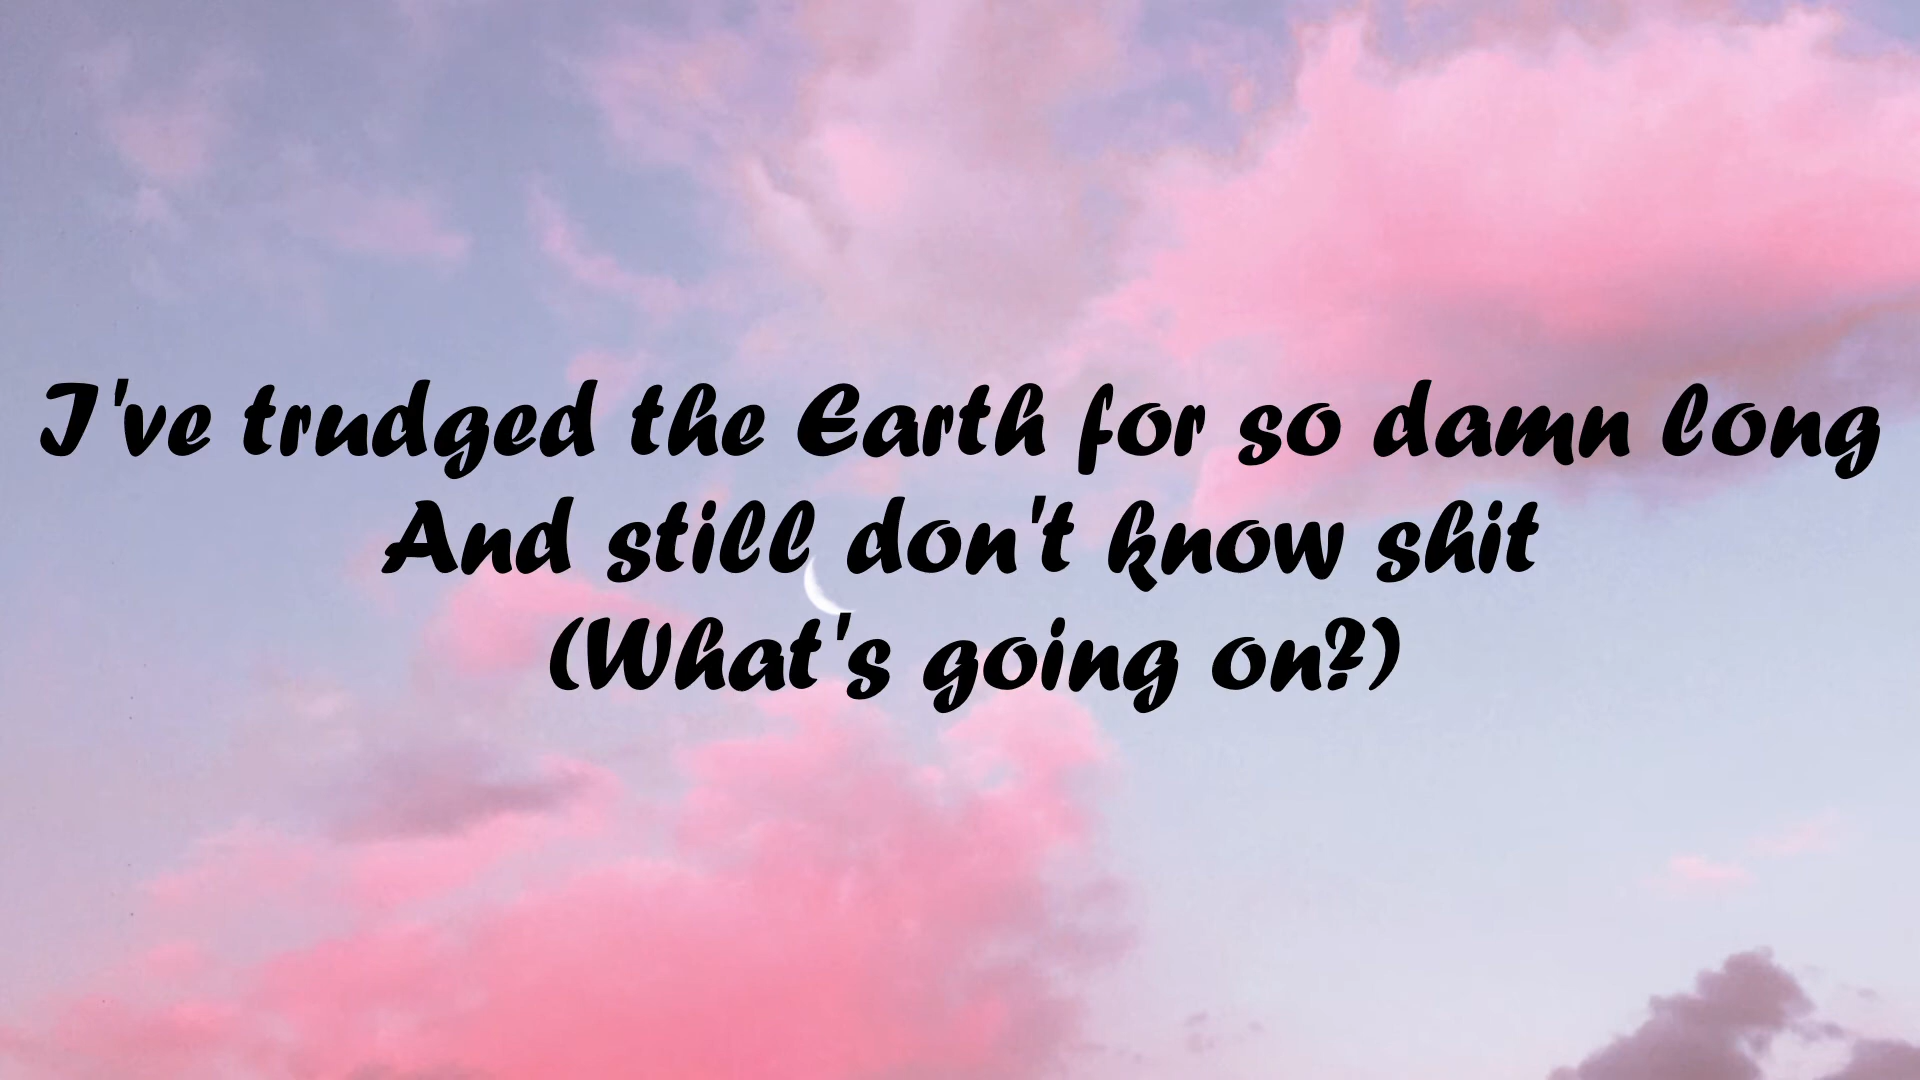 I've trudged the Earth for so damn long
And still don't know shit
(What's going on?)